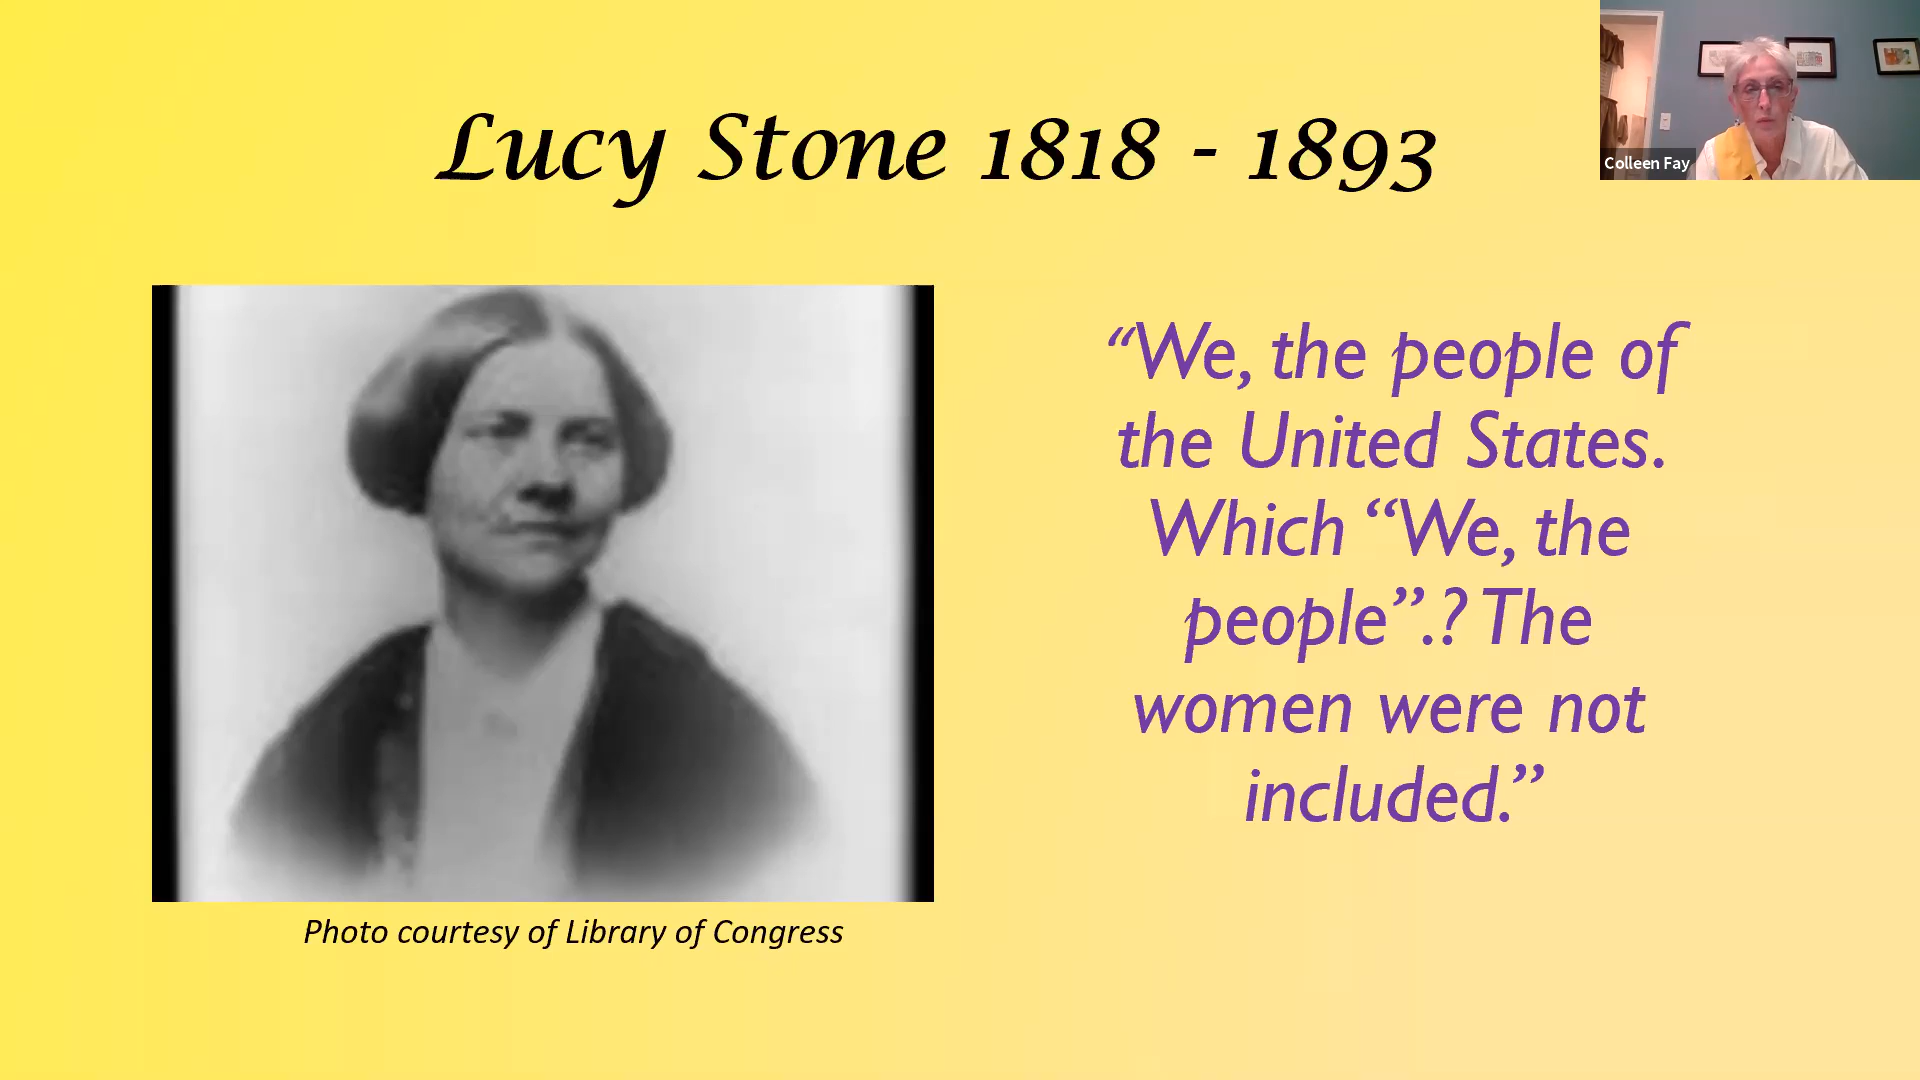 Lucy Stone 1818 - 1893
Colleen Fay
“We, the people of
the United States.
Which “We, the
people”.? The
women were not
included.”
Photo courtesy of Library of Congress